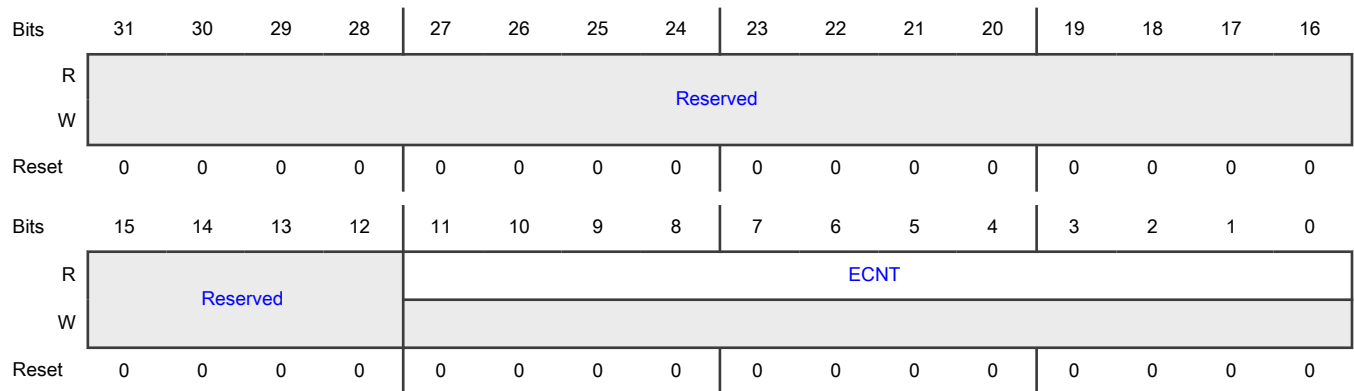 Bits 31 30 29 28 27 26 25 24 23 22 21 20 19 18 17 16
R
Reserved
W
Reset 0 0 0 0 0 0 0 0 0 0 0 0 0 0 0 0
Bits 15 14 13 12 11 10 9 8 7 6 5 4 3 2 1 0
R ECNT
Reserved
W
Reset 0 0 0 0 0 0 0 0 0 0 0 0 0 0 0 0